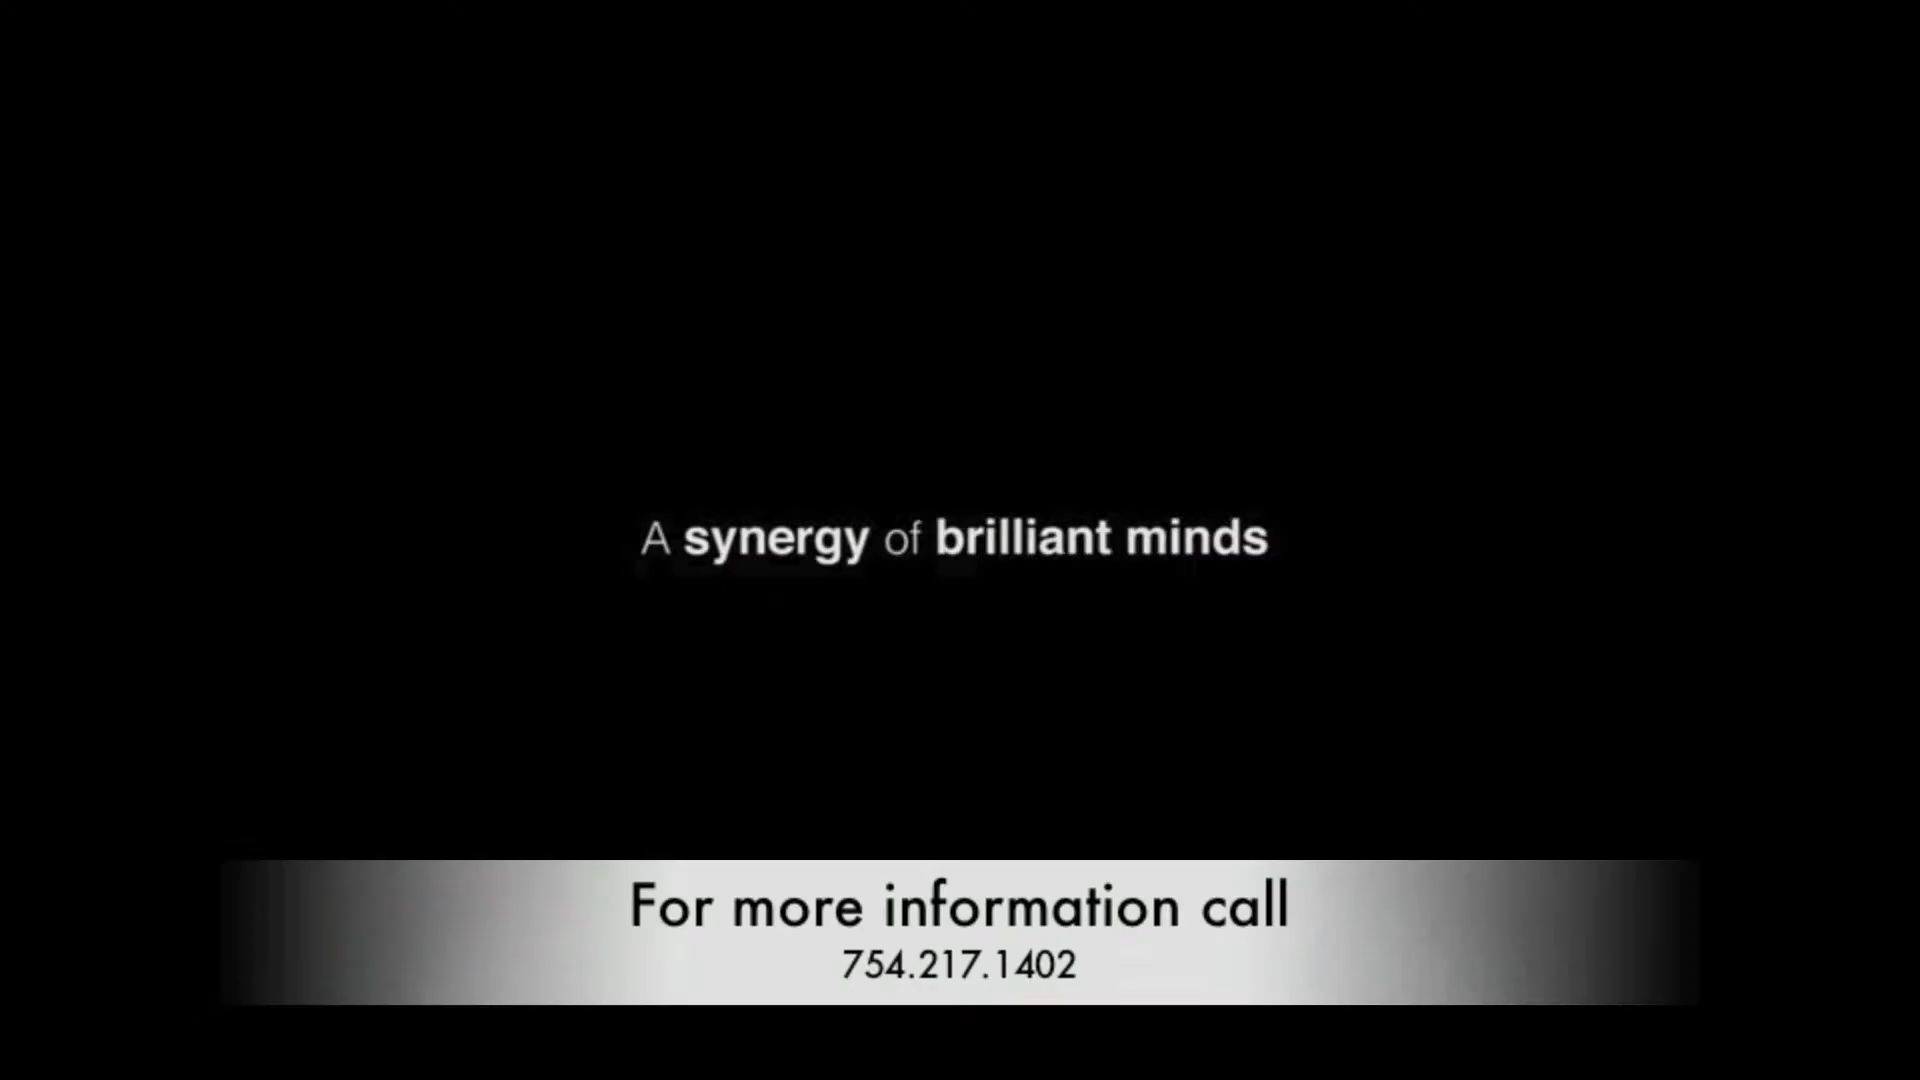 A synergy of brilliant minds
For more information call
754.217.1402